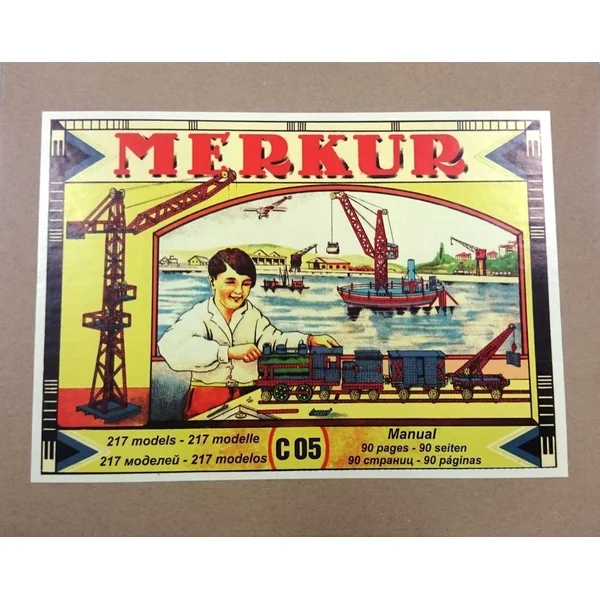 MERKUR
217 models - 217 modelle
217 моделей - 217 modelos
C 05
Manual
90 pages - 90 seiten
90 страниц - 90 páginas